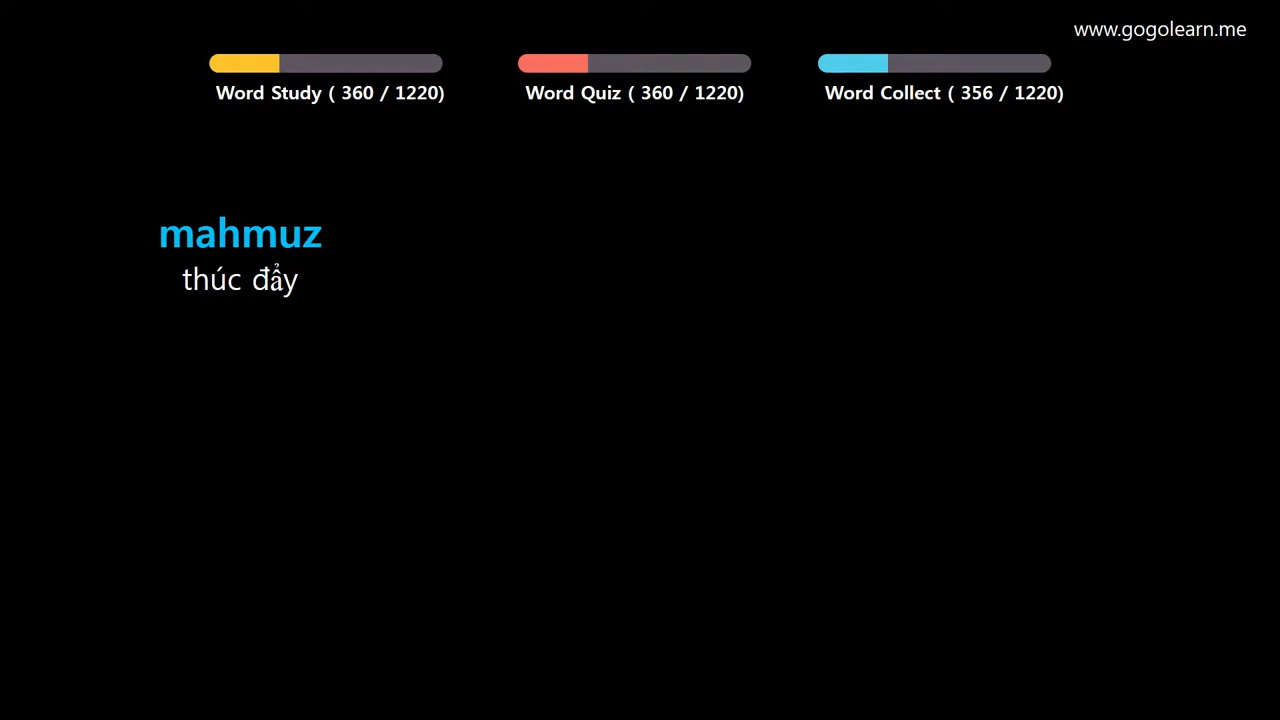 www.gogolearn.me
Word Study ( 360 / 1220)
Word Quiz ( 360 / 1220)
Word Collect ( 356 / 1220)
mahmuz
thúc đẩy